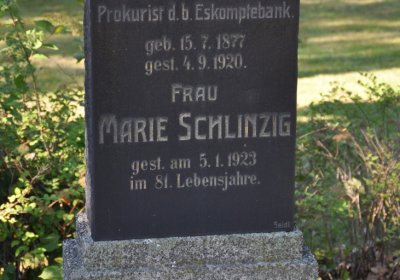 Prokurist d. b. Eskomptebank.
geb. 15. 7. 1877
gest. 4. 9. 1920.
FRAU
MARIE SCHLINZIG
gest. am 5. 1. 1923
im 81. Lebensjahre.
Seidl